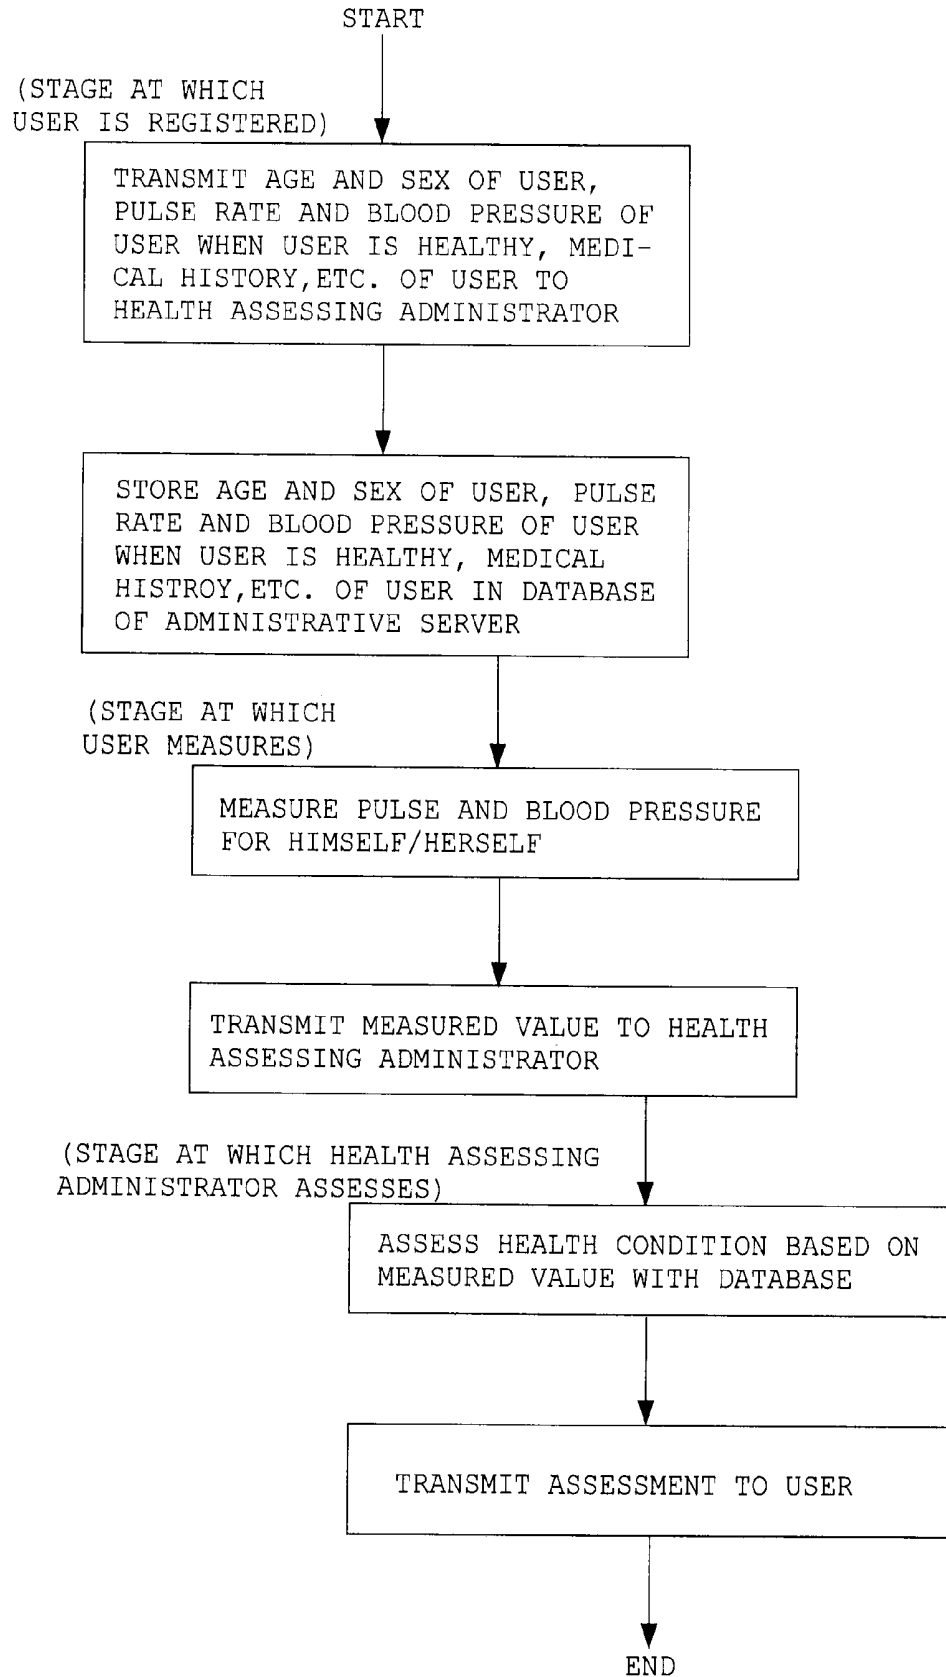 START
(STAGE AT WHICH
USER IS REGISTERED)
TRANSMIT AGE AND SEX OF USER,
PULSE RATE AND BLOOD PRESSURE OF
USER WHEN USER IS HEALTHY, MEDI-
CAL HISTORY,ETC. OF USER TO
HEALTH ASSESSING ADMINISTRATOR
STORE AGE AND SEX OF USER, PULSE
RATE AND BLOOD PRESSURE OF USER
WHEN USER IS HEALTHY, MEDICAL
HISTROY,ETC. OF USER IN DATABASE
OF ADMINISTRATIVE SERVER
(STAGE AT WHICH
USER MEASURES)
MEASURE PULSE AND BLOOD PRESSURE
FOR HIMSELF/HERSELF
TRANSMIT MEASURED VALUE TO HEALTH
ASSESSING ADMINISTRATOR
(STAGE AT WHICH HEALTH ASSESSING
ADMINISTRATOR ASSESSES)
ASSESS HEALTH CONDITION BASED ON
MEASURED VALUE WITH DATABASE
TRANSMIT ASSESSMENT TO USER
END